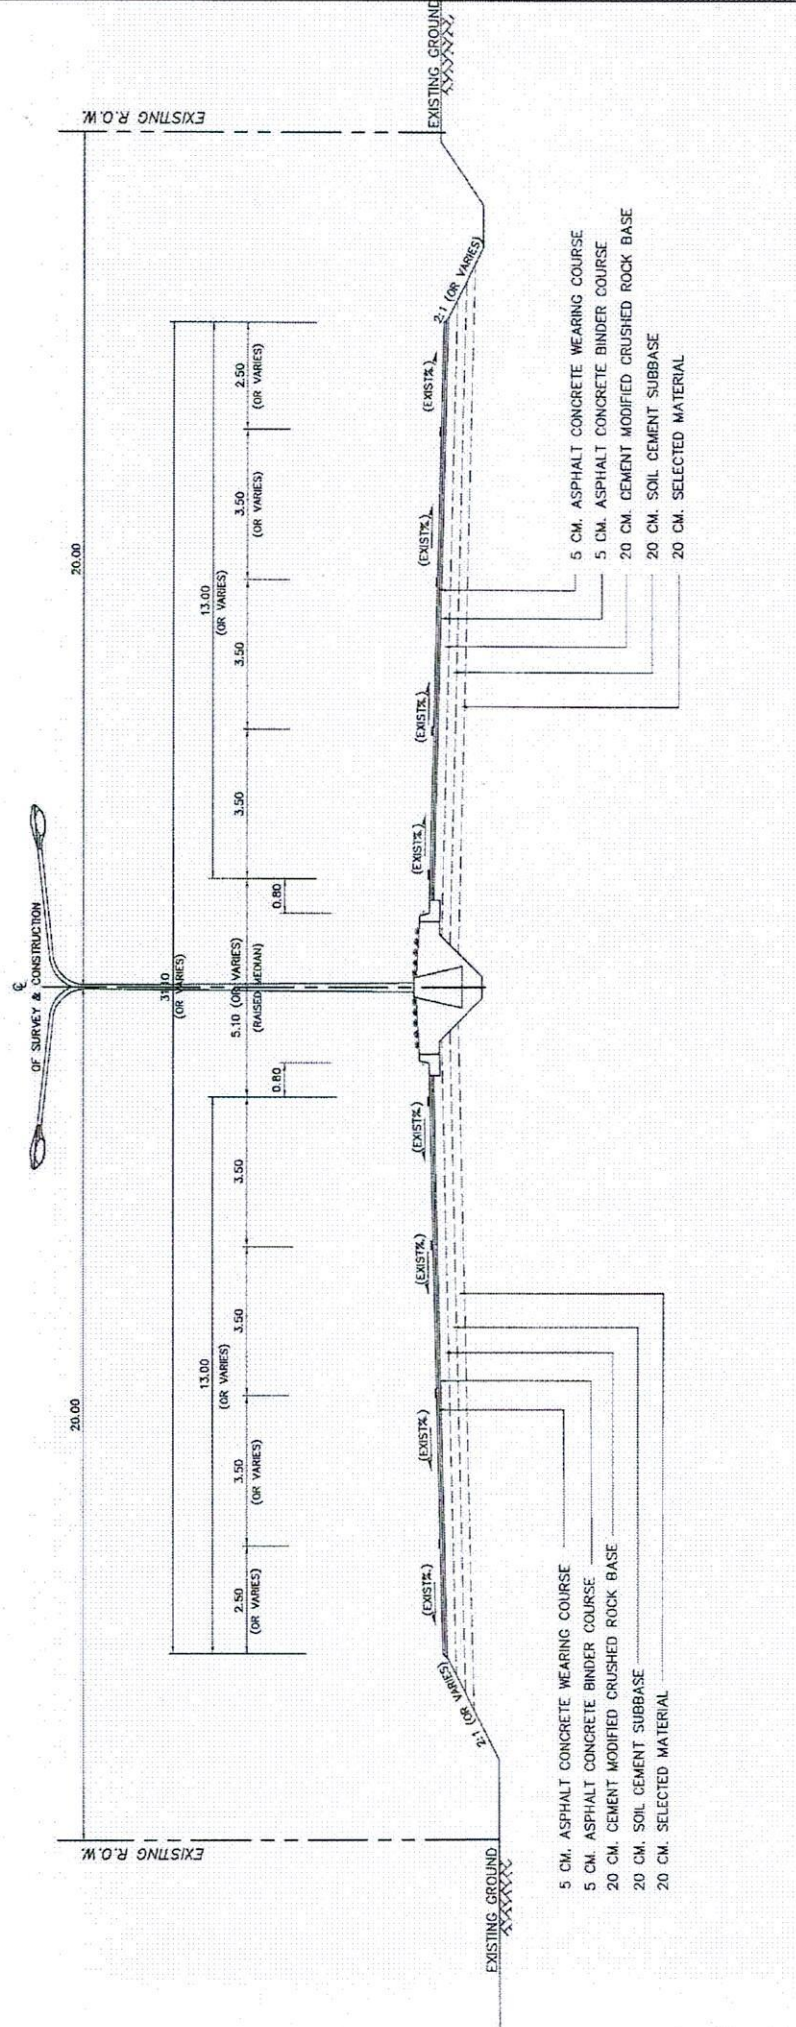 ℄
OF SURVEY & CONSTRUCTION
EXISTING R.O.W.
EXISTING R.O.W.
20.00
20.00
31.10
(OR VARIES)
13.00
(OR VARIES)
13.00
(OR VARIES)
2.50
(OR VARIES)
3.50
(OR VARIES)
3.50
3.50
5.10 (OR VARIES)
(RAISED MEDIAN)
3.50
3.50
3.50
(OR VARIES)
2.50
(OR VARIES)
0.80
0.80
EXISTING GROUND
2:1 (OR VARIES)
(EXIST%)
(EXIST%)
(EXIST%)
(EXIST%)
(EXIST%)
(EXIST%)
(EXIST%)
(EXIST%)
2:1 (OR VARIES)
EXISTING GROUND
5 CM. ASPHALT CONCRETE WEARING COURSE
5 CM. ASPHALT CONCRETE BINDER COURSE
20 CM. CEMENT MODIFIED CRUSHED ROCK BASE
20 CM. SOIL CEMENT SUBBASE
20 CM. SELECTED MATERIAL
5 CM. ASPHALT CONCRETE WEARING COURSE
5 CM. ASPHALT CONCRETE BINDER COURSE
20 CM. CEMENT MODIFIED CRUSHED ROCK BASE
20 CM. SOIL CEMENT SUBBASE
20 CM. SELECTED MATERIAL